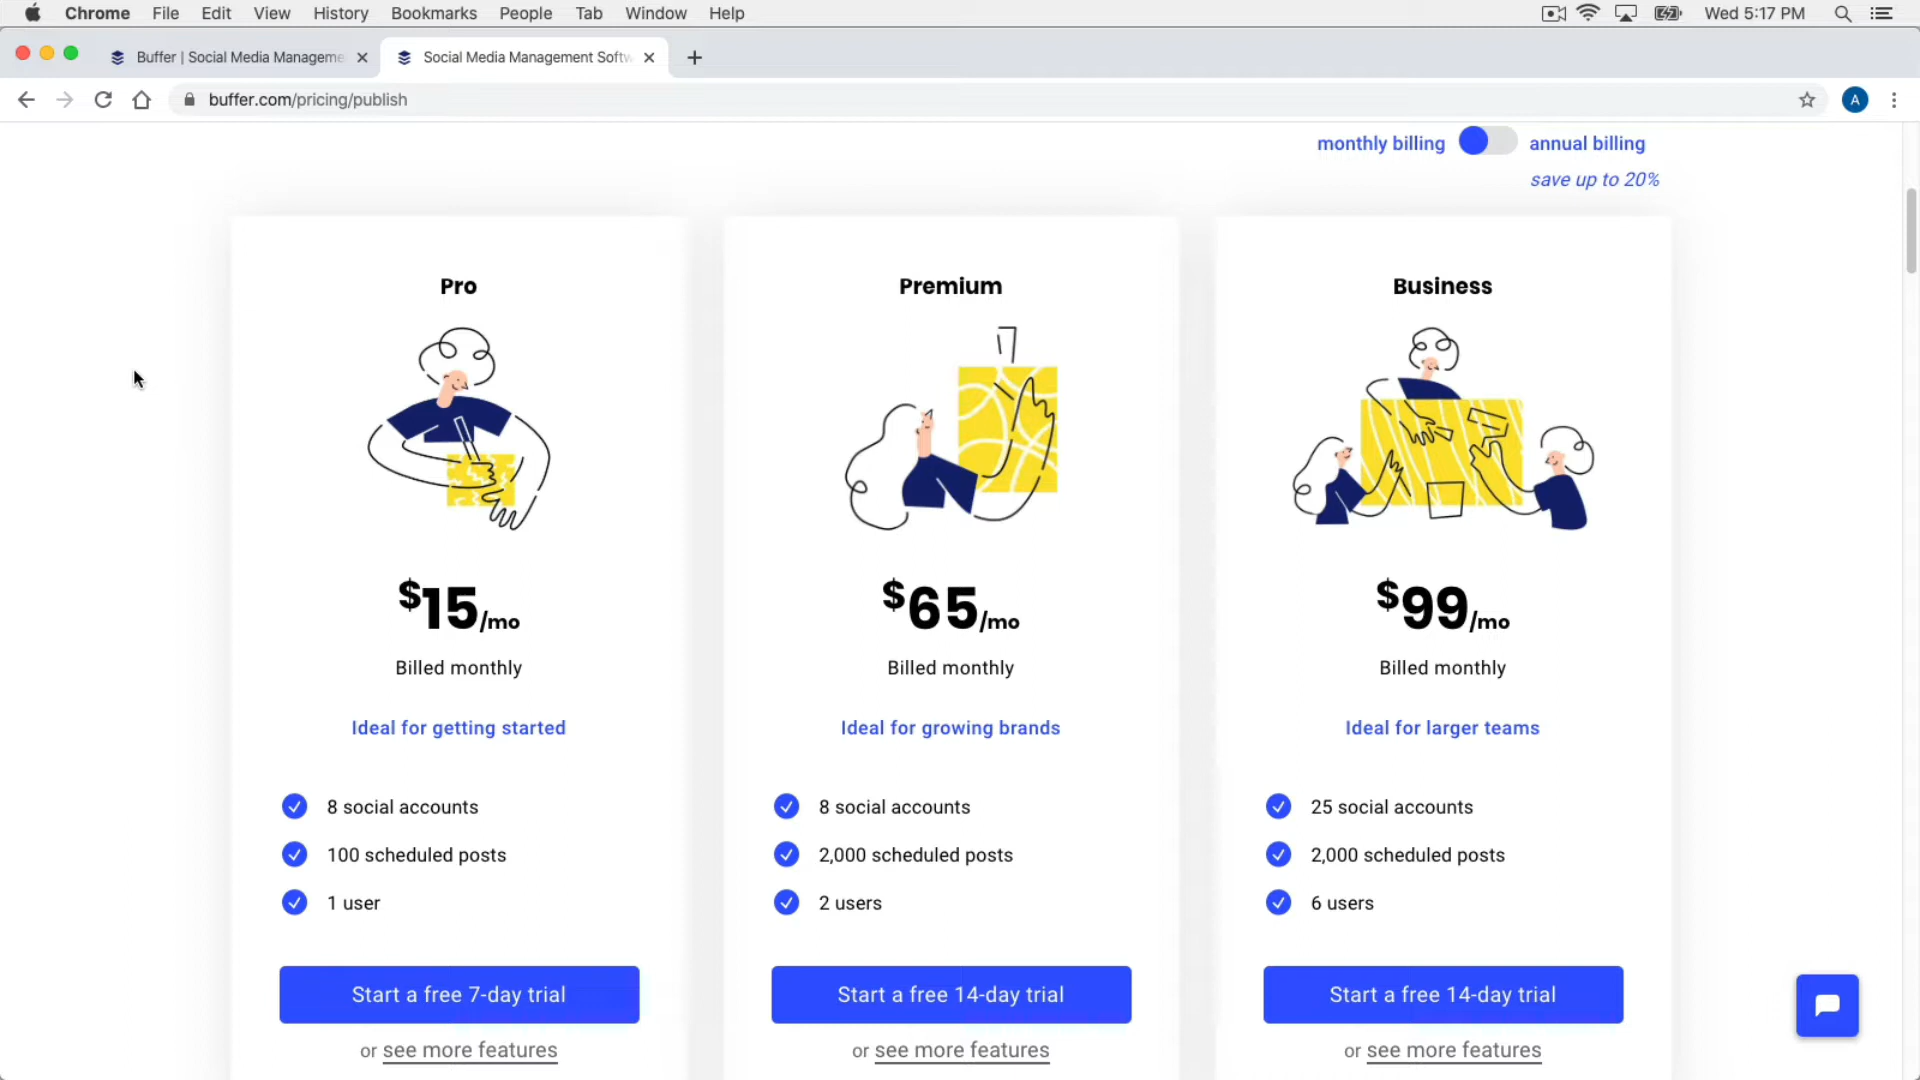 Chrome File Edit View History Bookmarks People Tab Window Help Wed 5:17 PM
Buffer | Social Media Manageme Social Media Management Softw
buffer.com/pricing/publish A
monthly billing annual billing
save up to 20%
Pro
Premium
Business
$15/mo
$65/mo
$99/mo
Billed monthly
Billed monthly
Billed monthly
Ideal for getting started
Ideal for growing brands
Ideal for larger teams
8 social accounts
8 social accounts
25 social accounts
100 scheduled posts
2,000 scheduled posts
2,000 scheduled posts
1 user
2 users
6 users
Start a free 7-day trial
Start a free 14-day trial
Start a free 14-day trial
or see more features
or see more features
or see more features